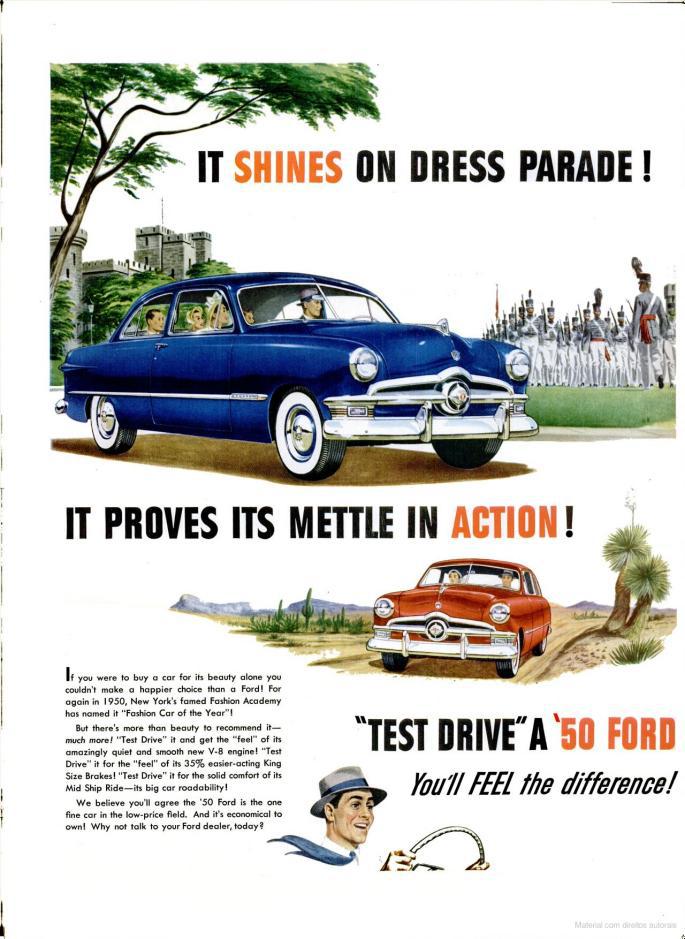 IT SHINES ON DRESS PARADE!
IT PROVES ITS METTLE IN ACTION!
If you were to buy a car for its beauty alone you
couldn't make a happier choice than a Ford! For
again in 1950, New York's famed Fashion Academy
has named it "Fashion Car of the Year"!
But there's more than beauty to recommend it—
much more! "Test Drive" it and get the "feel" of its
amazingly quiet and smooth new V-8 engine! "Test
Drive" it for the "feel" of its 35% easier-acting King
Size Brakes! "Test Drive" it for the solid comfort of its
Mid Ship Ride—its big car roadability!
We believe you'll agree the '50 Ford is the one
fine car in the low-price field. And it's economical to
own! Why not talk to your Ford dealer, today?
"TEST DRIVE" A '50 FORD
You'll FEEL the difference!
Material com direitos autorais